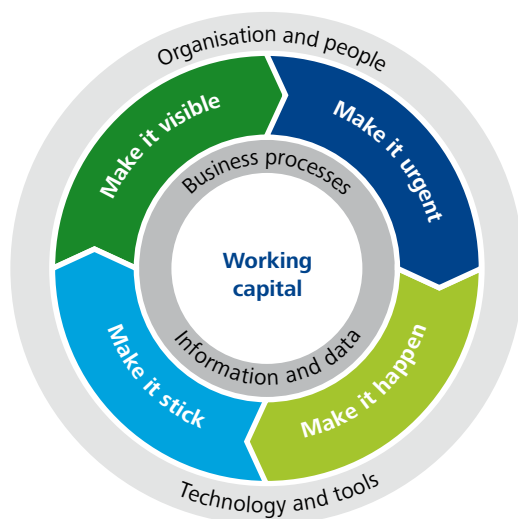 Organisation and people
Make it visible
Make it urgent
Business processes
Working
capital
Information and data
Make it stick
Make it happen
Technology and tools